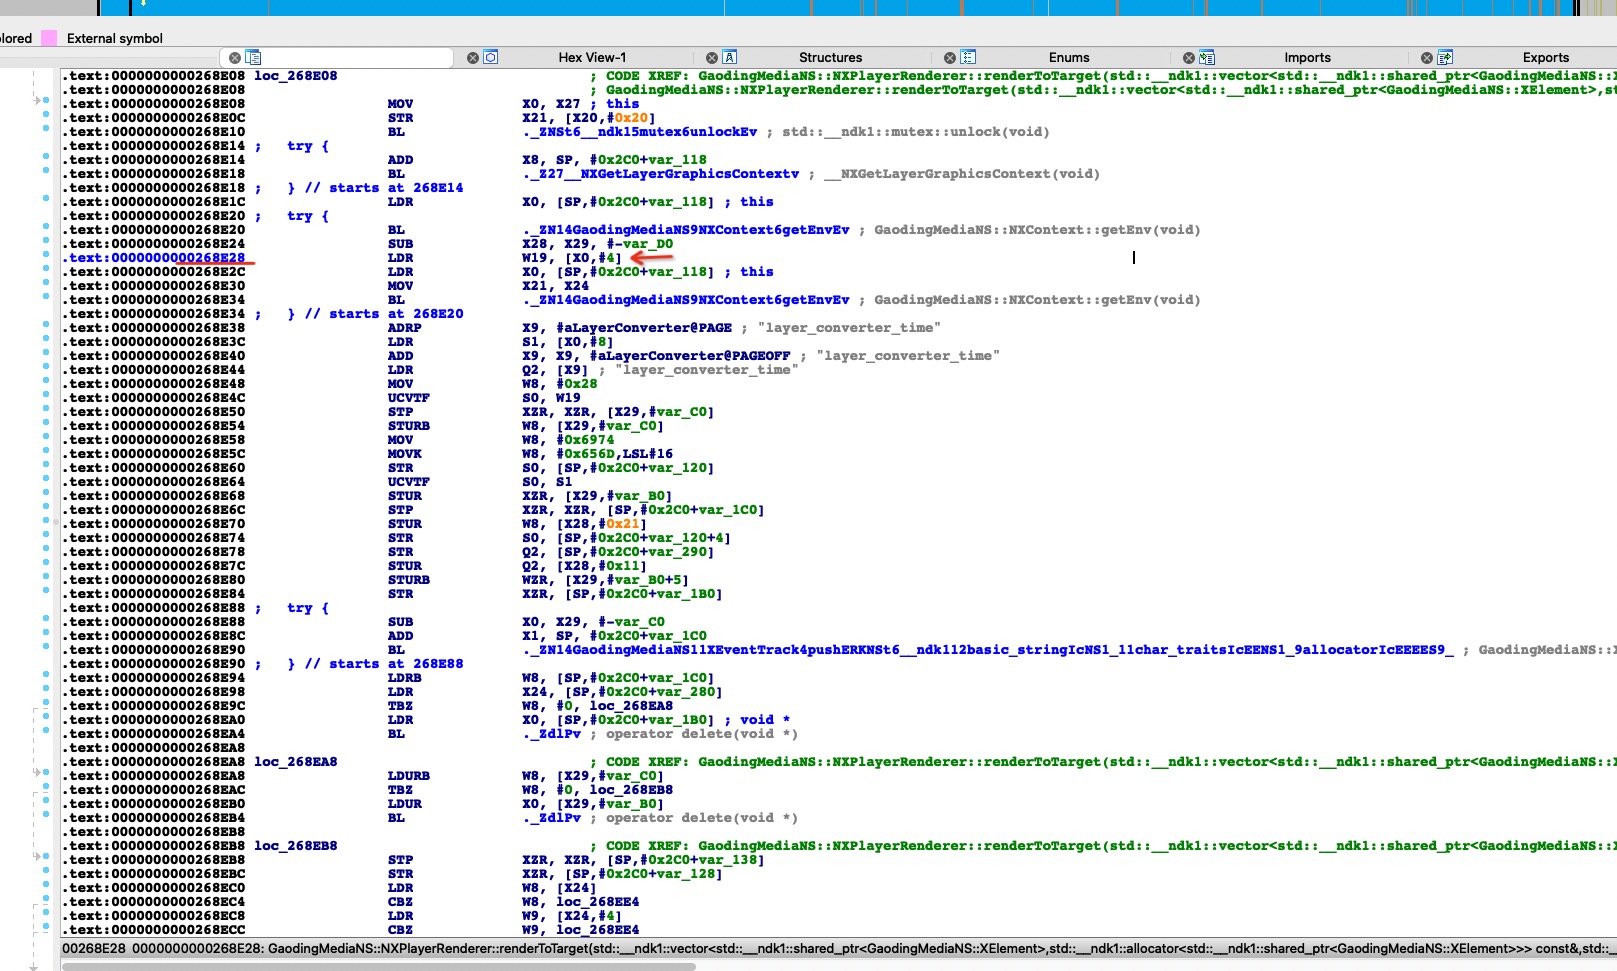 lored External symbol
Hex View-1 Structures Enums Imports Exports
.text:0000000000268E08 loc_268E08 ; CODE XREF: GaodingMediaNS::NXPlayerRenderer::renderToTarget(std::__ndk1::vector<std::__ndk1::shared_ptr<GaodingMediaNS::X
.text:0000000000268E08 ; GaodingMediaNS::NXPlayerRenderer::renderToTarget(std::__ndk1::vector<std::__ndk1::shared_ptr<GaodingMediaNS::XElement>,st
.text:0000000000268E08 MOV X0, X27 ; this
.text:0000000000268E0C STR X21, [X20,#0x20]
.text:0000000000268E10 BL ._ZNSt6__ndk15mutex6unlockEv ; std::__ndk1::mutex::unlock(void)
.text:0000000000268E14 ; try {
.text:0000000000268E14 ADD X8, SP, #0x2C0+var_118
.text:0000000000268E18 BL ._Z27__NXGetLayerGraphicsContextv ; __NXGetLayerGraphicsContext(void)
.text:0000000000268E18 ; } // starts at 268E14
.text:0000000000268E1C LDR X0, [SP,#0x2C0+var_118] ; this
.text:0000000000268E20 ; try {
.text:0000000000268E20 BL ._ZN14GaodingMediaNS9NXContext6getEnvEv ; GaodingMediaNS::NXContext::getEnv(void)
.text:0000000000268E24 SUB X28, X29, #-var_D0
.text:0000000000268E28 LDR W19, [X0,#4]
.text:0000000000268E2C LDR X0, [SP,#0x2C0+var_118] ; this
.text:0000000000268E30 MOV X21, X24
.text:0000000000268E34 BL ._ZN14GaodingMediaNS9NXContext6getEnvEv ; GaodingMediaNS::NXContext::getEnv(void)
.text:0000000000268E34 ; } // starts at 268E20
.text:0000000000268E38 ADRP X9, #aLayerConverter@PAGE ; "layer_converter_time"
.text:0000000000268E3C LDR S1, [X0,#8]
.text:0000000000268E40 ADD X9, X9, #aLayerConverter@PAGEOFF ; "layer_converter_time"
.text:0000000000268E44 LDR Q2, [X9] ; "layer_converter_time"
.text:0000000000268E48 MOV W8, #0x28
.text:0000000000268E4C UCVTF S0, W19
.text:0000000000268E50 STP XZR, XZR, [X29,#var_C0]
.text:0000000000268E54 STURB W8, [X29,#var_C0]
.text:0000000000268E58 MOV W8, #0x6974
.text:0000000000268E5C MOVK W8, #0x656D,LSL#16
.text:0000000000268E60 STR S0, [SP,#0x2C0+var_120]
.text:0000000000268E64 UCVTF S0, S1
.text:0000000000268E68 STUR XZR, [X29,#var_B0]
.text:0000000000268E6C STP XZR, XZR, [SP,#0x2C0+var_1C0]
.text:0000000000268E70 STUR W8, [X28,#0x21]
.text:0000000000268E74 STR S0, [SP,#0x2C0+var_120+4]
.text:0000000000268E78 STR Q2, [SP,#0x2C0+var_290]
.text:0000000000268E7C STUR Q2, [X28,#0x11]
.text:0000000000268E80 STURB WZR, [X29,#var_B0+5]
.text:0000000000268E84 STR XZR, [SP,#0x2C0+var_1B0]
.text:0000000000268E88 ; try {
.text:0000000000268E88 SUB X0, X29, #-var_C0
.text:0000000000268E8C ADD X1, SP, #0x2C0+var_1C0
.text:0000000000268E90 BL ._ZN14GaodingMediaNS11XEventTrack4pushERKNSt6__ndk112basic_stringIcNS1_11char_traitsIcEENS1_9allocatorIcEEEES9_ ; GaodingMediaNS::X
.text:0000000000268E90 ; } // starts at 268E88
.text:0000000000268E94 LDRB W8, [SP,#0x2C0+var_1C0]
.text:0000000000268E98 LDR X24, [SP,#0x2C0+var_280]
.text:0000000000268E9C TBZ W8, #0, loc_268EA8
.text:0000000000268EA0 LDR X0, [SP,#0x2C0+var_1B0] ; void *
.text:0000000000268EA4 BL ._ZdlPv ; operator delete(void *)
.text:0000000000268EA8
.text:0000000000268EA8 loc_268EA8 ; CODE XREF: GaodingMediaNS::NXPlayerRenderer::renderToTarget(std::__ndk1::vector<std::__ndk1::shared_ptr<GaodingMediaNS::X
.text:0000000000268EA8 LDURB W8, [X29,#var_C0]
.text:0000000000268EAC TBZ W8, #0, loc_268EB8
.text:0000000000268EB0 LDUR X0, [X29,#var_B0]
.text:0000000000268EB4 BL ._ZdlPv ; operator delete(void *)
.text:0000000000268EB8
.text:0000000000268EB8 loc_268EB8 ; CODE XREF: GaodingMediaNS::NXPlayerRenderer::renderToTarget(std::__ndk1::vector<std::__ndk1::shared_ptr<GaodingMediaNS::X
.text:0000000000268EB8 STP XZR, XZR, [SP,#0x2C0+var_138]
.text:0000000000268EBC STR XZR, [SP,#0x2C0+var_128]
.text:0000000000268EC0 LDR W8, [X24]
.text:0000000000268EC4 CBZ W8, loc_268EE4
.text:0000000000268EC8 LDR W9, [X24,#4]
.text:0000000000268ECC CBZ W9, loc_268EE4
00268E28 0000000000268E28: GaodingMediaNS::NXPlayerRenderer::renderToTarget(std::__ndk1::vector<std::__ndk1::shared_ptr<GaodingMediaNS::XElement>,std::__ndk1::allocator<std::__ndk1::shared_ptr<GaodingMediaNS::XElement>>> const&,std::_